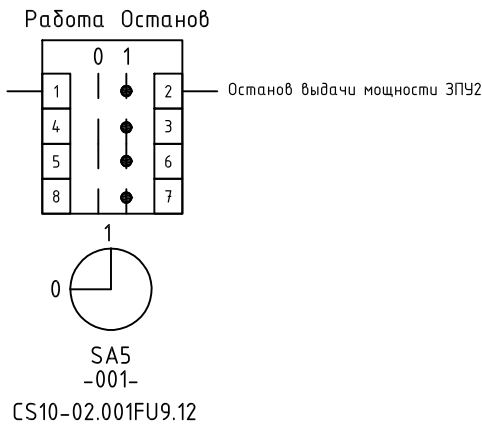 Работа Останов
0 1
1 2 Останов выдачи мощности ЗПУ2
4 3
5 6
8 7
1
0
SA5
-001-
CS10-02.001FU9.12